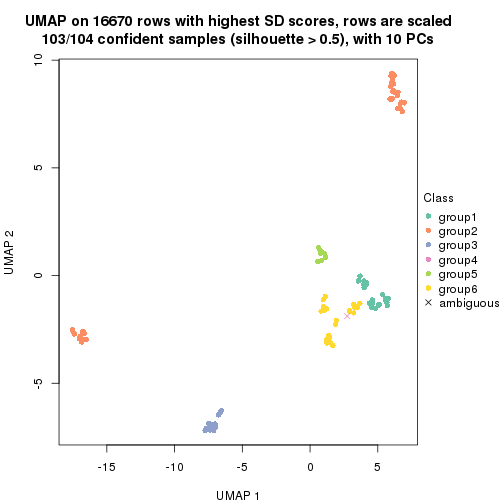 UMAP on 16670 rows with highest SD scores, rows are scaled
103/104 confident samples (silhouette > 0.5), with 10 PCs
10
5
0
-5
UMAP 2
-15
-10
-5
0
5
UMAP 1
Class
group1
group2
group3
group4
group5
group6
ambiguous